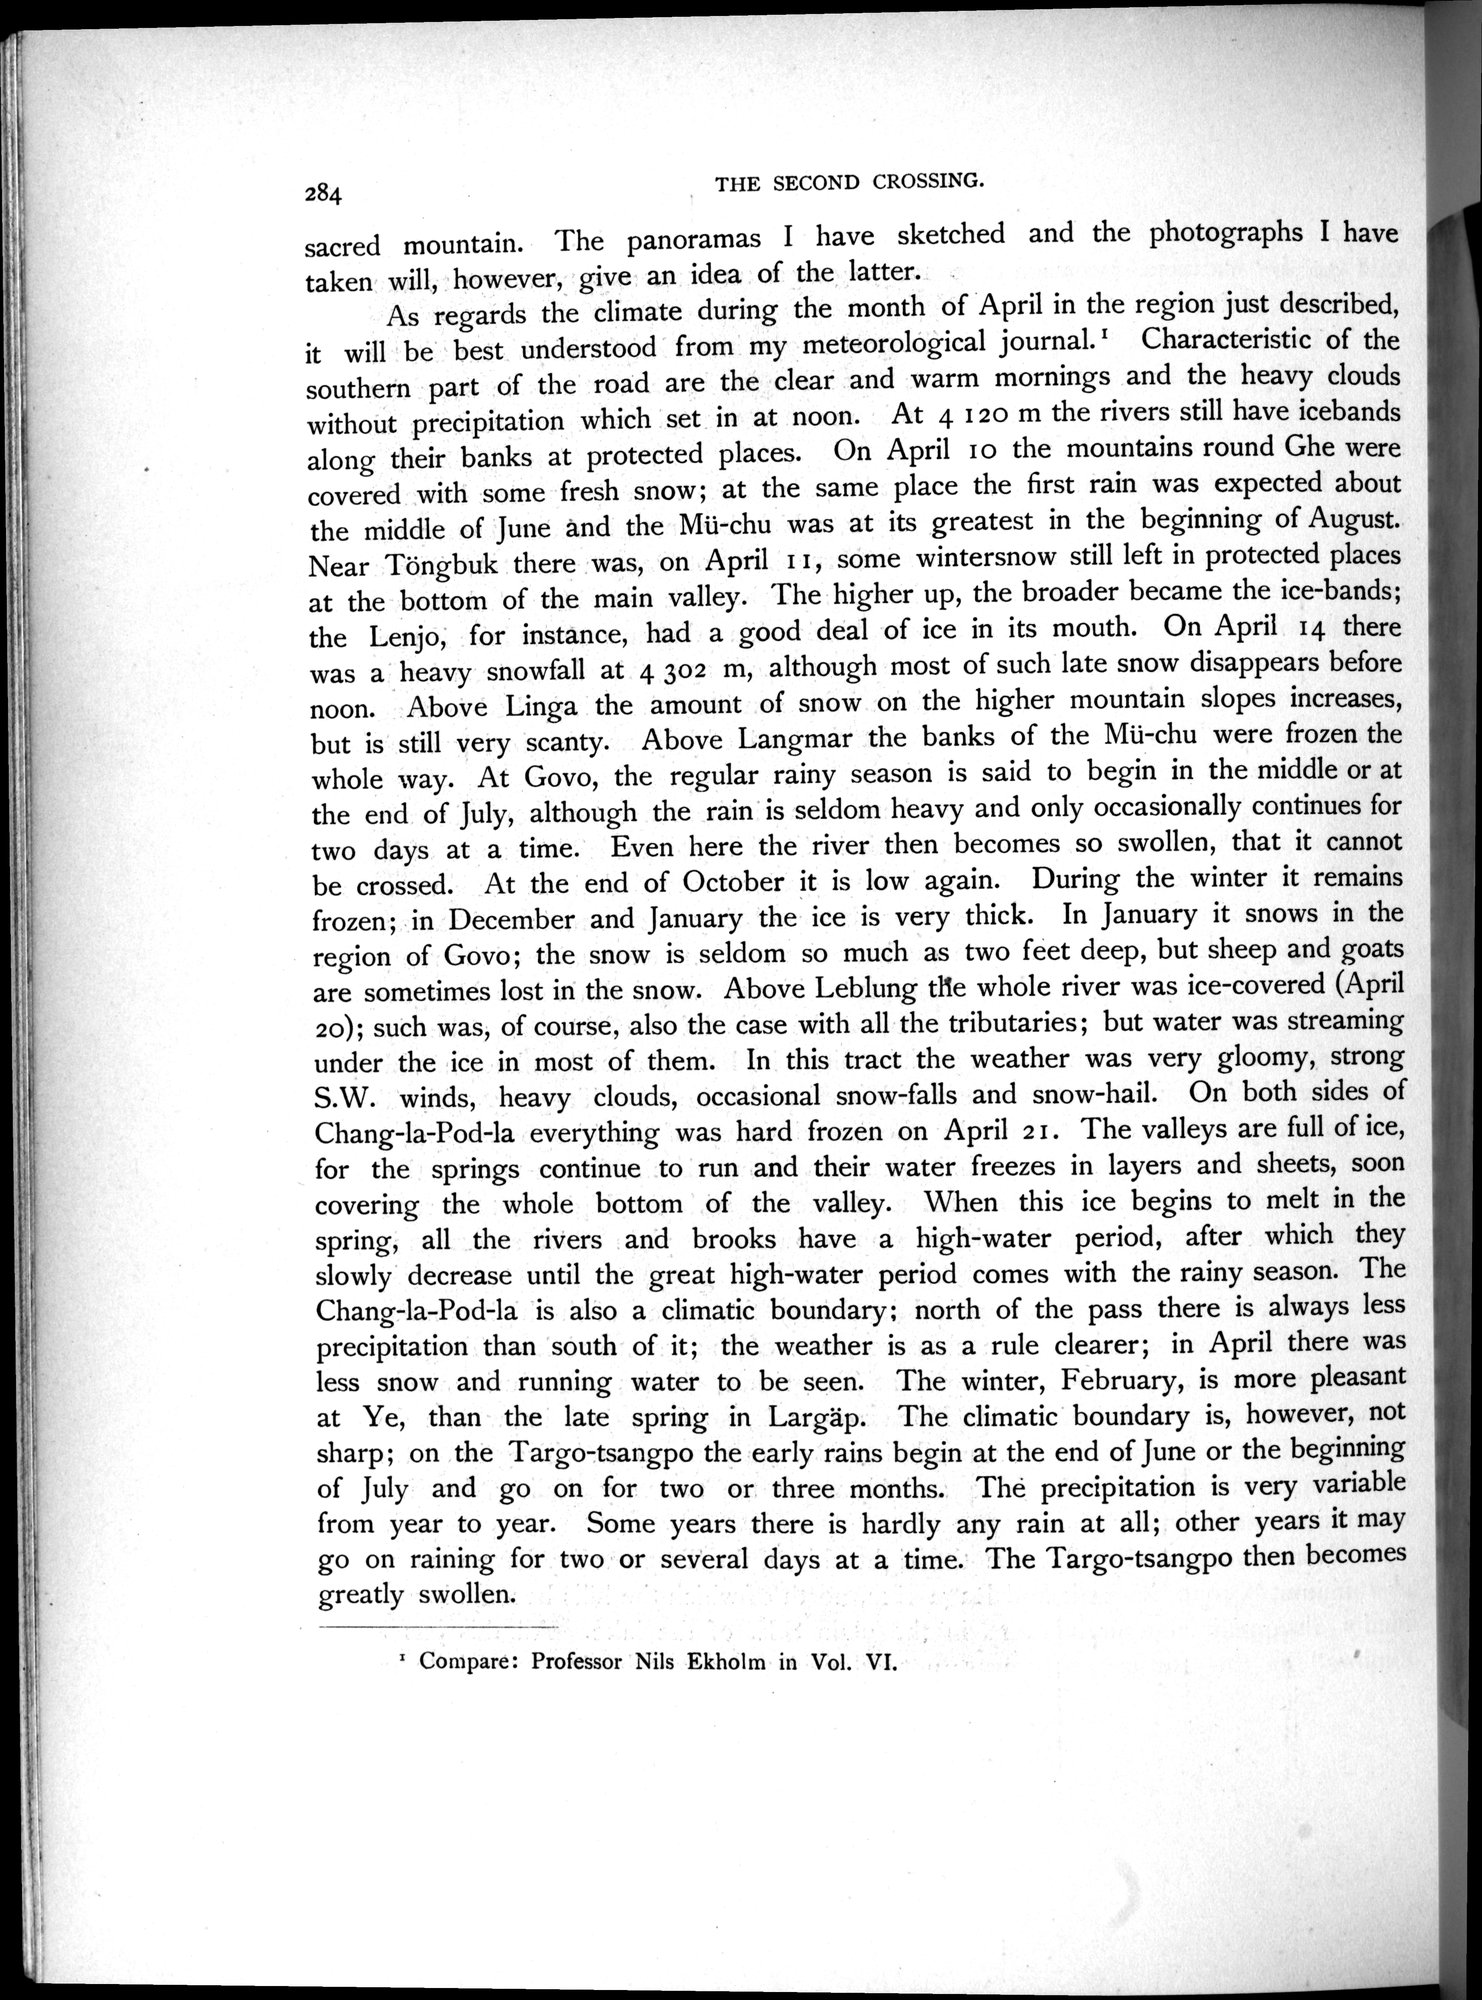 284
THE SECOND CROSSING.
sacred mountain. The panoramas I have sketched and the photographs I have
taken will, however, give an idea of the latter.
As regards the climate during the month of April in the region just described,
it will be best understood from my meteorological journal.¹ Characteristic of the
southern part of the road are the clear and warm mornings and the heavy clouds
without precipitation which set in at noon. At 4 120 m the rivers still have icebands
along their banks at protected places. On April 10 the mountains round Ghe were
covered with some fresh snow; at the same place the first rain was expected about
the middle of June and the Mü-chu was at its greatest in the beginning of August.
Near Töngbuk there was, on April 11, some wintersnow still left in protected places
at the bottom of the main valley. The higher up, the broader became the ice-bands;
the Lenjo, for instance, had a good deal of ice in its mouth. On April 14 there
was a heavy snowfall at 4 302 m, although most of such late snow disappears before
noon. Above Linga the amount of snow on the higher mountain slopes increases,
but is still very scanty. Above Langmar the banks of the Mü-chu were frozen the
whole way. At Govo, the regular rainy season is said to begin in the middle or at
the end of July, although the rain is seldom heavy and only occasionally continues for
two days at a time. Even here the river then becomes so swollen, that it cannot
be crossed. At the end of October it is low again. During the winter it remains
frozen; in December and January the ice is very thick. In January it snows in the
region of Govo; the snow is seldom so much as two feet deep, but sheep and goats
are sometimes lost in the snow. Above Leblung the whole river was ice-covered (April
20); such was, of course, also the case with all the tributaries; but water was streaming
under the ice in most of them. In this tract the weather was very gloomy, strong
S.W. winds, heavy clouds, occasional snow-falls and snow-hail. On both sides of
Chang-la-Pod-la everything was hard frozen on April 21. The valleys are full of ice,
for the springs continue to run and their water freezes in layers and sheets, soon
covering the whole bottom of the valley. When this ice begins to melt in the
spring, all the rivers and brooks have a high-water period, after which they
slowly decrease until the great high-water period comes with the rainy season. The
Chang-la-Pod-la is also a climatic boundary; north of the pass there is always less
precipitation than south of it; the weather is as a rule clearer; in April there was
less snow and running water to be seen. The winter, February, is more pleasant
at Ye, than the late spring in Largäp. The climatic boundary is, however, not
sharp; on the Targo-tsangpo the early rains begin at the end of June or the beginning
of July and go on for two or three months. The precipitation is very variable
from year to year. Some years there is hardly any rain at all; other years it may
go on raining for two or several days at a time. The Targo-tsangpo then becomes
greatly swollen.
¹ Compare: Professor Nils Ekholm in Vol. VI.